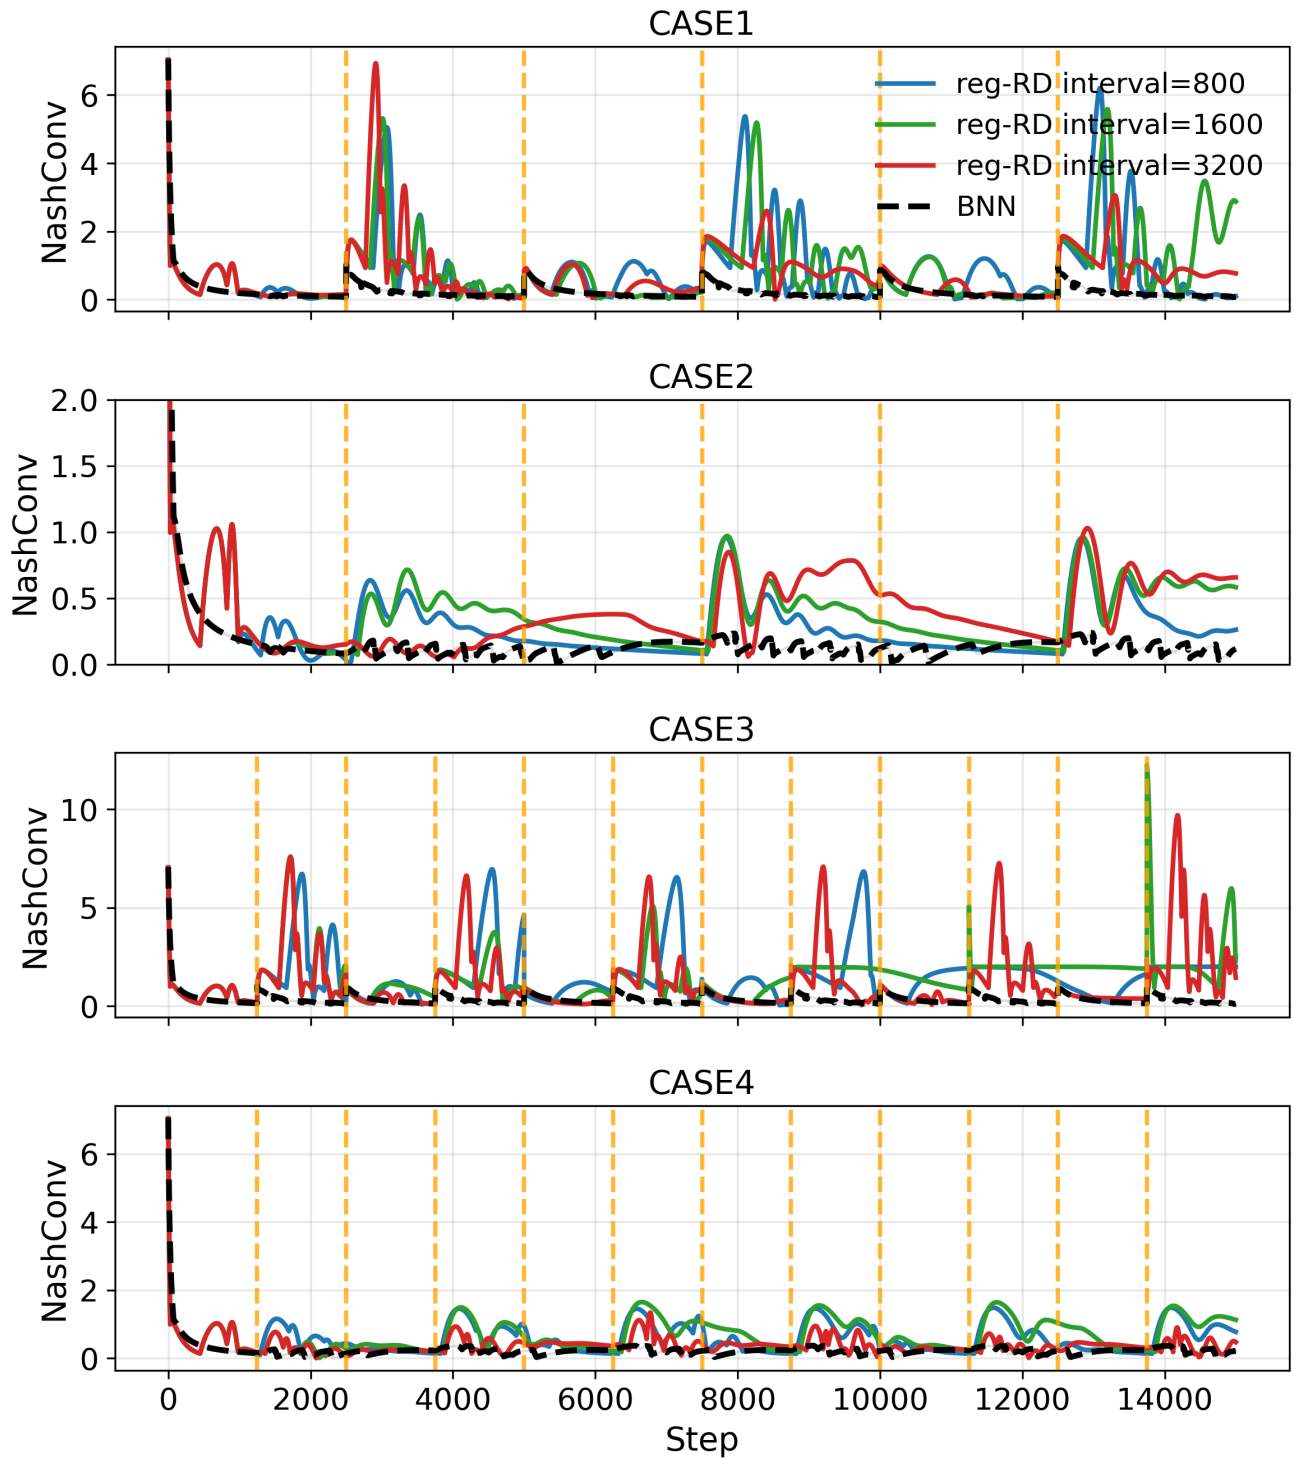 CASE1
NashConv
6
4
2
0
reg-RD interval=800
reg-RD interval=1600
reg-RD interval=3200
BNN
CASE2
NashConv
2.0
1.5
1.0
0.5
0.0
CASE3
NashConv
10
5
0
CASE4
NashConv
6
4
2
0
0 2000 4000 6000 8000 10000 12000 14000
Step